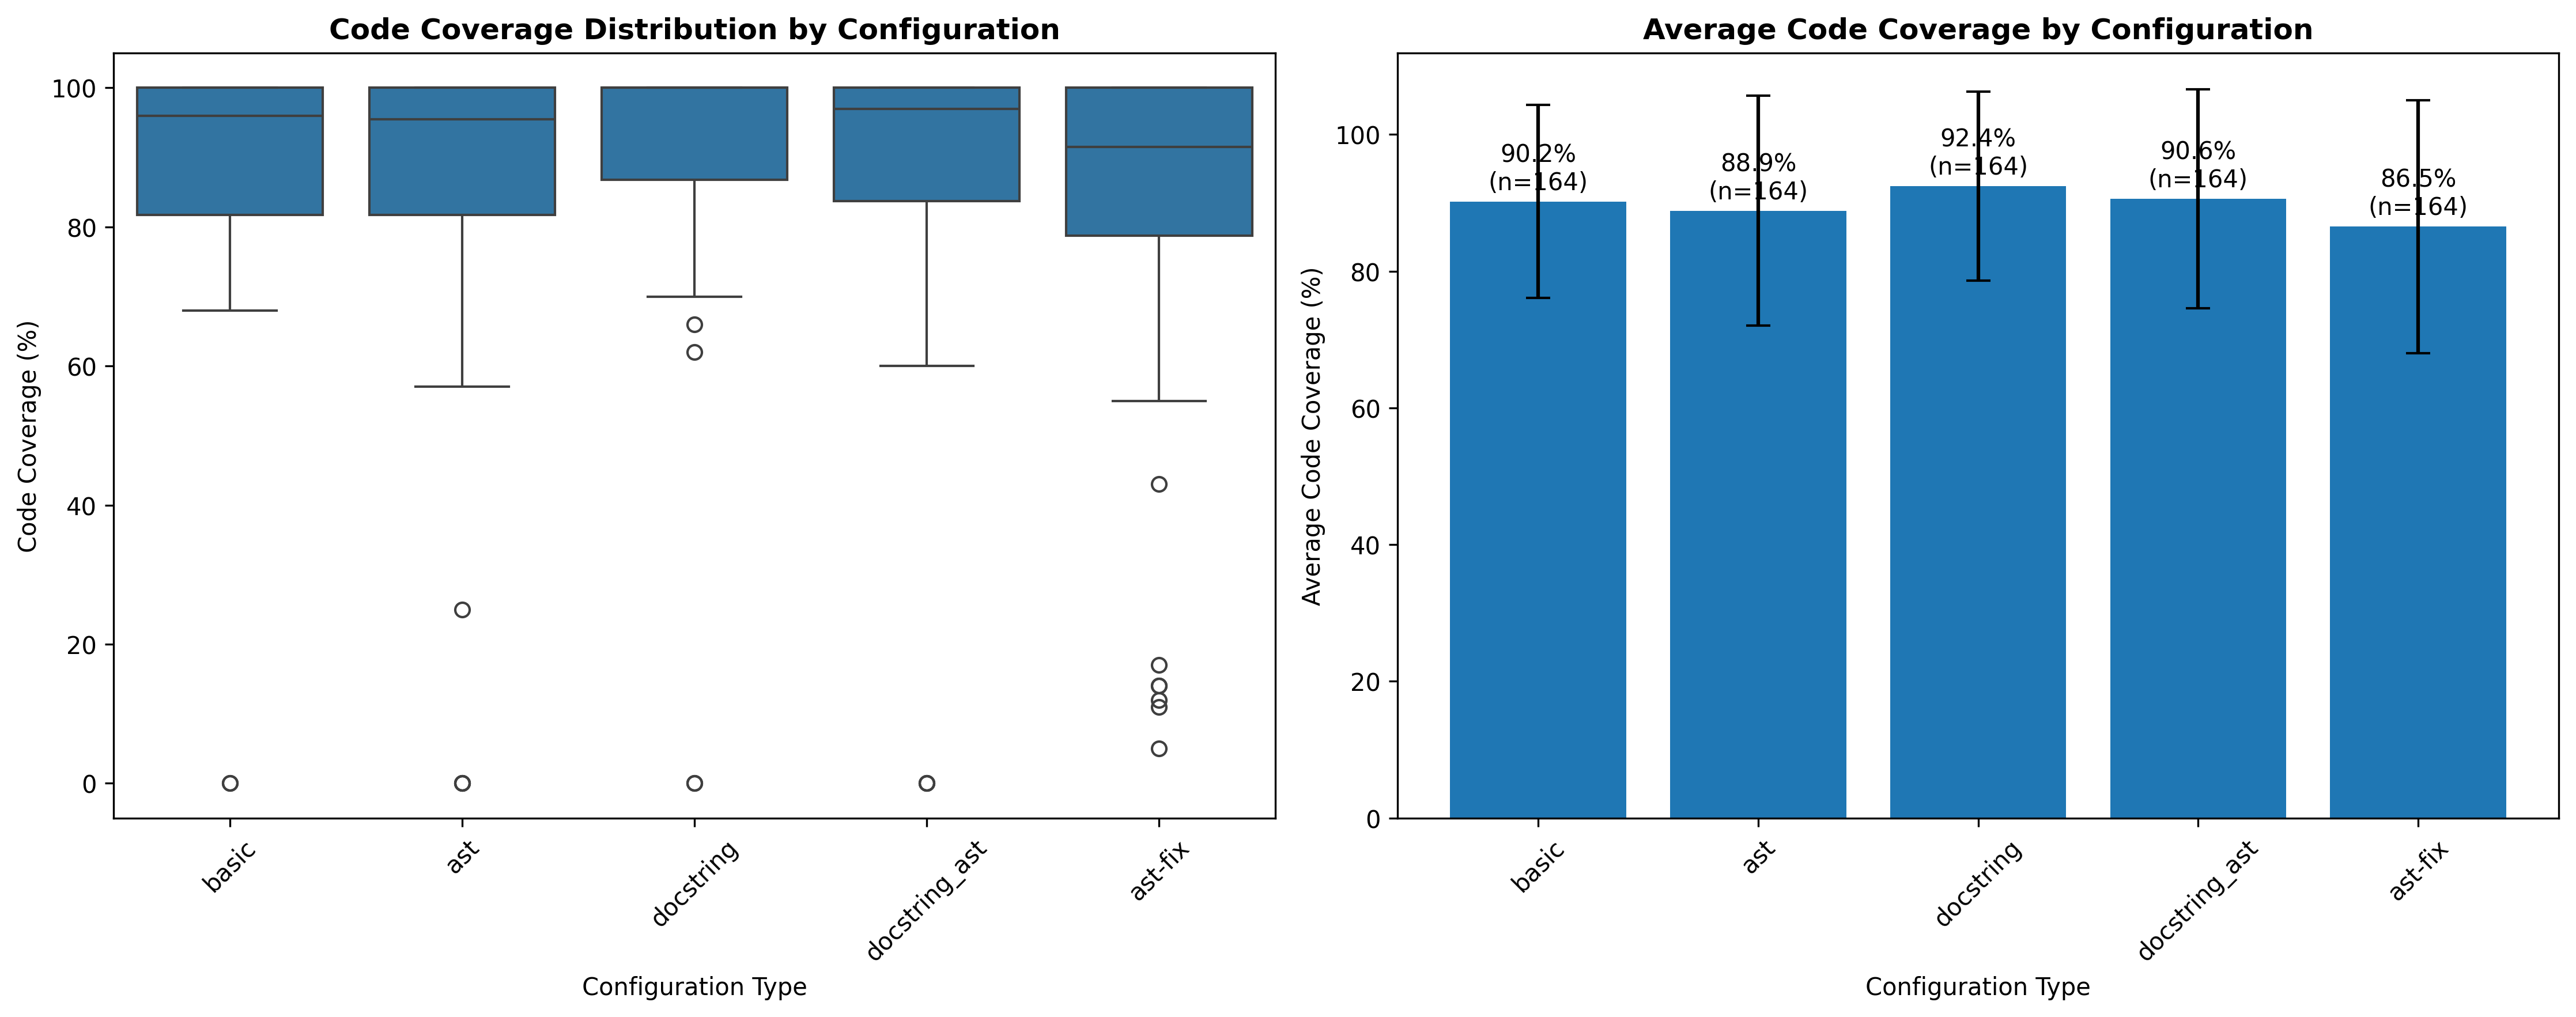 Code Coverage Distribution by Configuration
Code Coverage (%)
100
80
60
40
20
0
basic
ast
docstring
docstring_ast
ast-fix
Configuration Type
Average Code Coverage by Configuration
Average Code Coverage (%)
100
80
60
40
20
0
90.2%
(n=164)
88.9%
(n=164)
92.4%
(n=164)
90.6%
(n=164)
86.5%
(n=164)
basic
ast
docstring
docstring_ast
ast-fix
Configuration Type